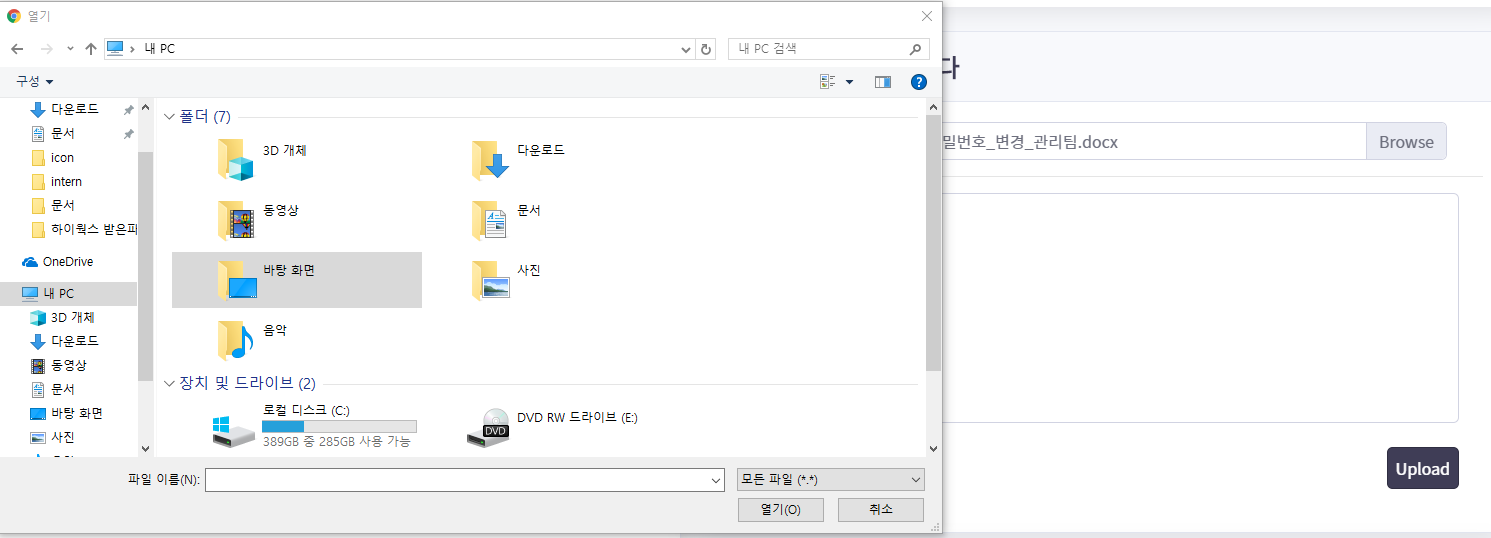 열기
내 PC
내 PC 검색
구성
다운로드
문서
icon
intern
문서
하이웍스 받은파
OneDrive
내 PC
3D 개체
다운로드
동영상
문서
바탕 화면
사진
폴더 (7)
3D 개체
다운로드
동영상
문서
바탕 화면
사진
음악
장치 및 드라이브 (2)
로컬 디스크 (C:)
389GB 중 285GB 사용 가능
DVD
DVD RW 드라이브 (E:)
파일 이름(N):
모든 파일 (*.*)
열기(O)
취소
다
밀번호_변경_관리팀.docx
Browse
Upload